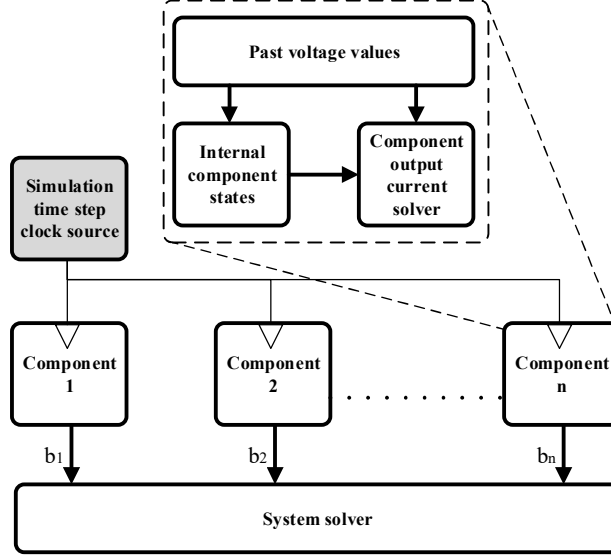 Past voltage values
Internal
component
states
Component
output
current
solver
Simulation
time step
clock source
Component
1
Component
2
Component
n
b1
b2
bn
System solver